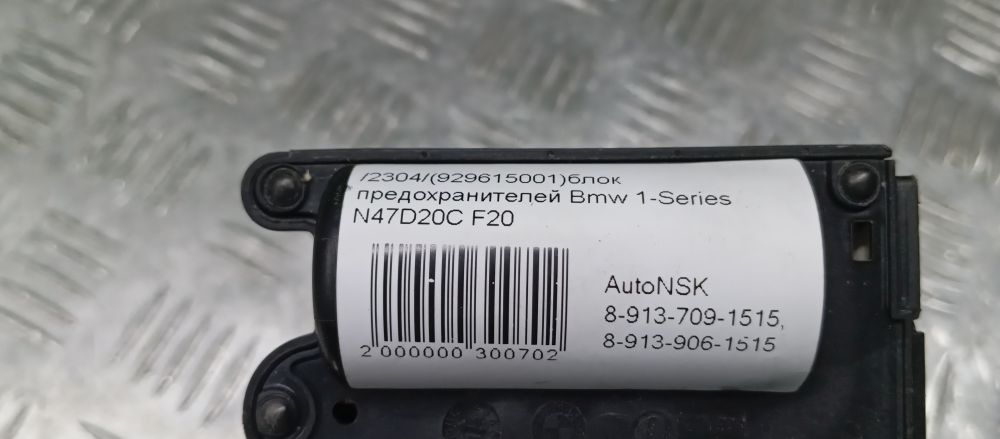 /2304/(929615001)блок
предохранителей Bmw 1-Series
N47D20C F20
AutoNSK
8-913-709-1515,
8-913-906-1515
2 000000 300702